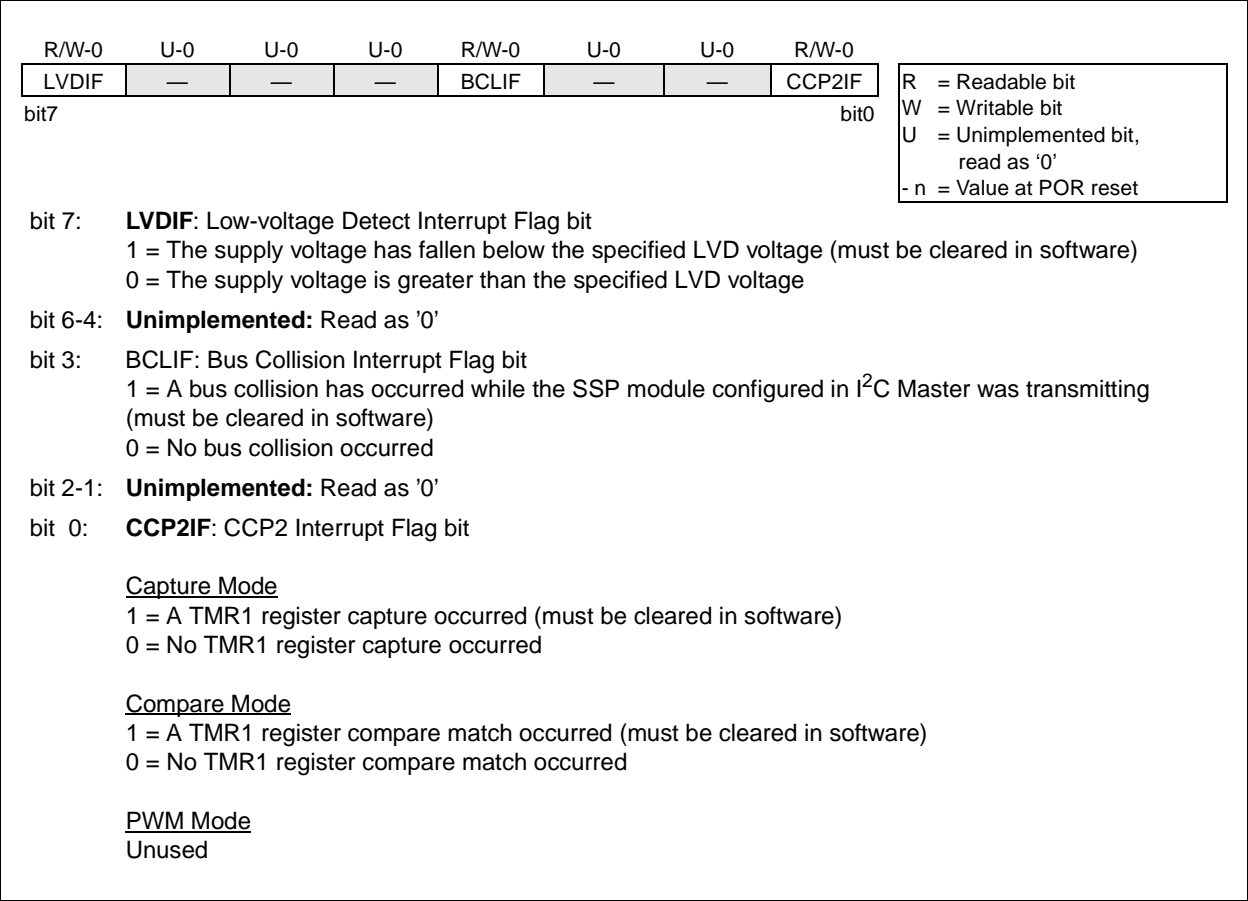 R/W-0 U-0 U-0 U-0 R/W-0 U-0 U-0 R/W-0
LVDIF — — — BCLIF — — CCP2IF
bit7 bit0
R = Readable bit
W = Writable bit
U = Unimplemented bit,
read as ‘0’
- n = Value at POR reset
bit 7: LVDIF: Low-voltage Detect Interrupt Flag bit
1 = The supply voltage has fallen below the specified LVD voltage (must be cleared in software)
0 = The supply voltage is greater than the specified LVD voltage
bit 6-4: Unimplemented: Read as '0'
bit 3: BCLIF: Bus Collision Interrupt Flag bit
1 = A bus collision has occurred while the SSP module configured in I2C Master was transmitting
(must be cleared in software)
0 = No bus collision occurred
bit 2-1: Unimplemented: Read as '0'
bit 0: CCP2IF: CCP2 Interrupt Flag bit
Capture Mode
1 = A TMR1 register capture occurred (must be cleared in software)
0 = No TMR1 register capture occurred
Compare Mode
1 = A TMR1 register compare match occurred (must be cleared in software)
0 = No TMR1 register compare match occurred
PWM Mode
Unused